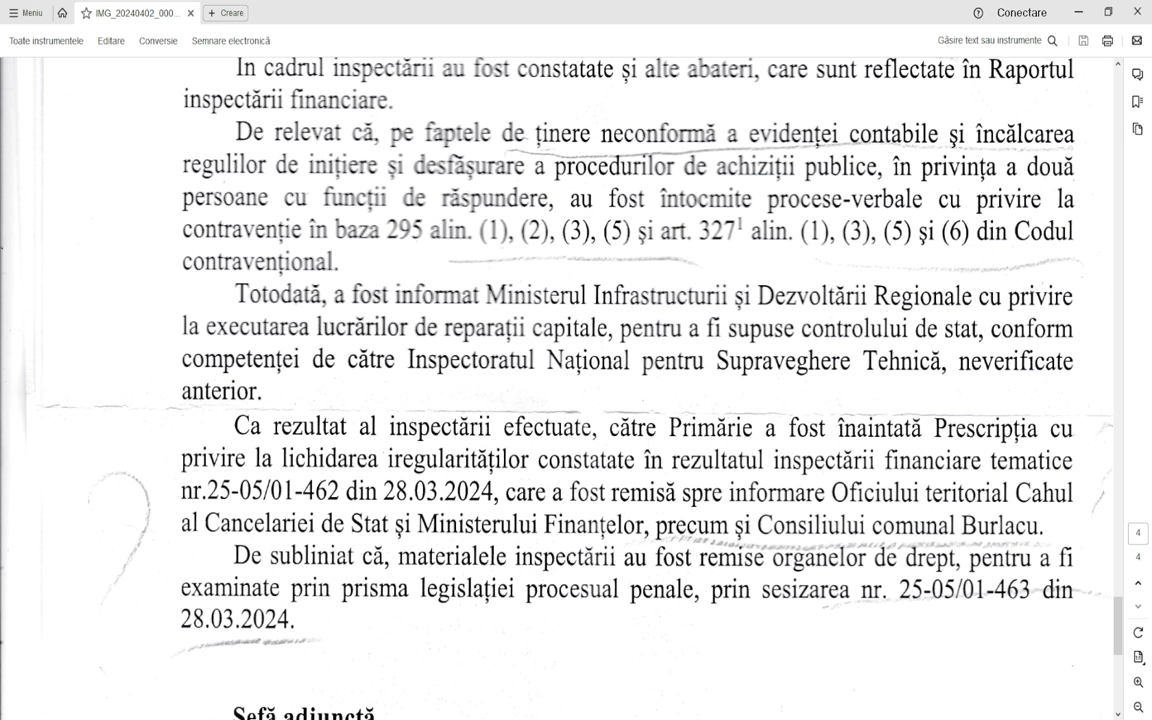 Meniu
IMG_20240402_000...
Creare
Conectare
Toate instrumentele Editare Conversie Semnare electronică
Găsire text sau instrumente
In cadrul inspectării au fost constatate și alte abateri, care sunt reflectate în Raportul
inspectării financiare.
De relevat că, pe faptele de ținere neconformă a evidenței contabile și încălcarea
regulilor de inițiere și desfășurare a procedurilor de achiziții publice, în privința a două
persoane cu funcții de răspundere, au fost întocmite procese-verbale cu privire la
contravenție în baza 295 alin. (1), (2), (3), (5) și art. 327¹ alin. (1), (3), (5) și (6) din Codul
contravențional.
Totodată, a fost informat Ministerul Infrastructurii și Dezvoltării Regionale cu privire
la executarea lucrărilor de reparații capitale, pentru a fi supuse controlului de stat, conform
competenței de către Inspectoratul Național pentru Supraveghere Tehnică, neverificate
anterior.
Ca rezultat al inspectării efectuate, către Primărie a fost înaintată Prescripția cu
privire la lichidarea iregularităților constatate în rezultatul inspectării financiare tematice
nr.25-05/01-462 din 28.03.2024, care a fost remisă spre informare Oficiului teritorial Cahul
al Cancelariei de Stat și Ministerului Finanțelor, precum și Consiliului comunal Burlacu.
De subliniat că, materialele inspectării au fost remise organelor de drept, pentru a fi
examinate prin prisma legislației procesual penale, prin sesizarea nr. 25-05/01-463 din
28.03.2024.
Șefă adjunctă
4
4